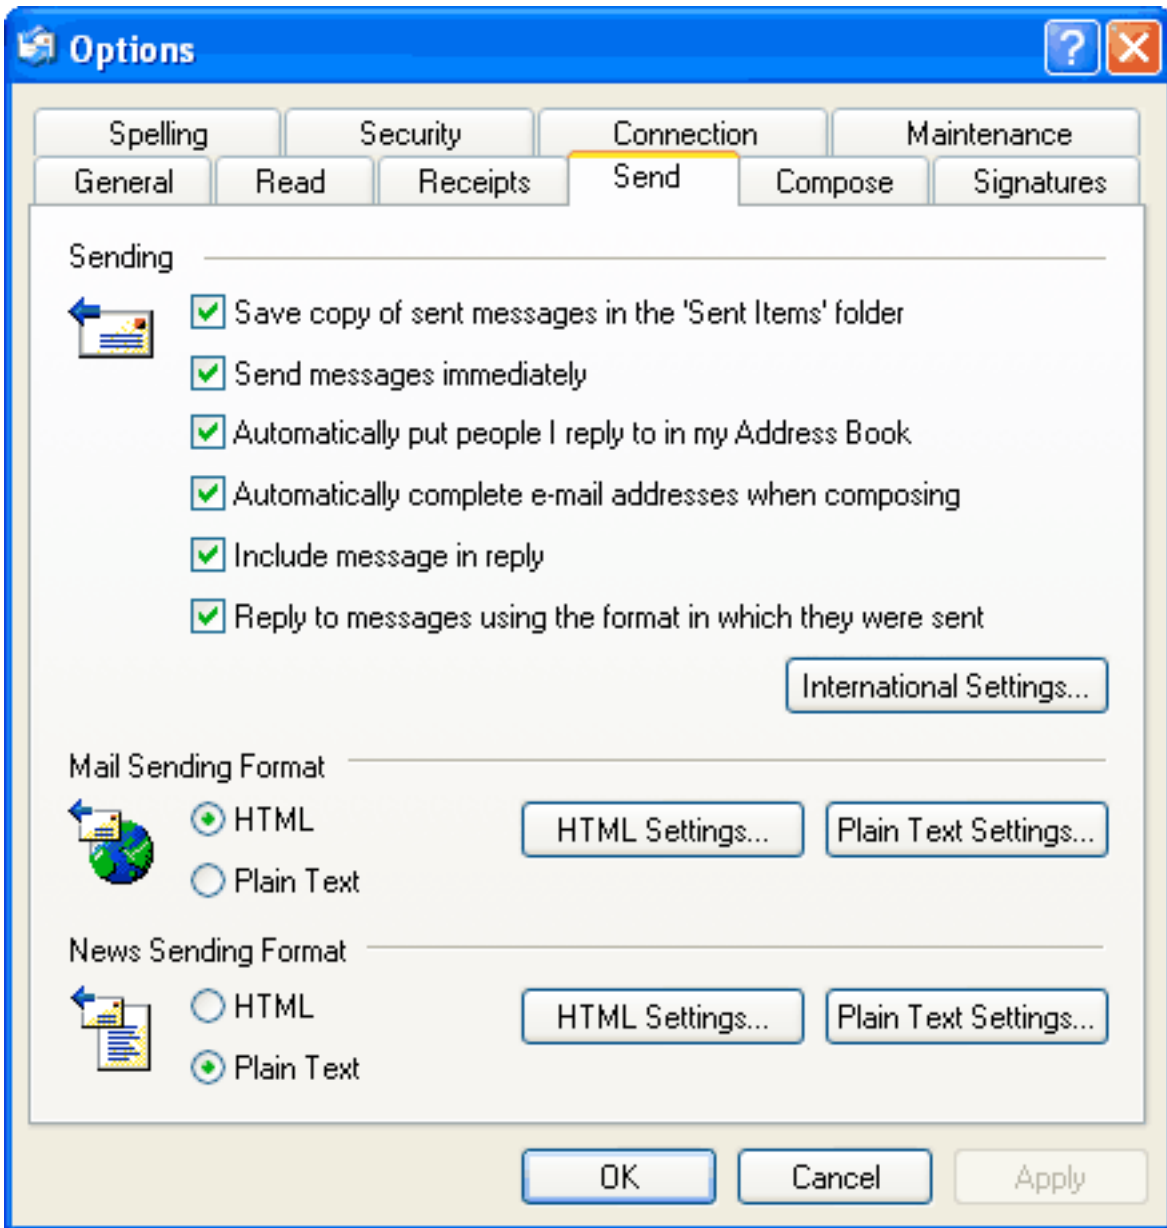 Options
Spelling Security Connection Maintenance
General Read Receipts Send Compose Signatures
Sending
Save copy of sent messages in the 'Sent Items' folder
Send messages immediately
Automatically put people I reply to in my Address Book
Automatically complete e-mail addresses when composing
Include message in reply
Reply to messages using the format in which they were sent
International Settings...
Mail Sending Format
HTML HTML Settings... Plain Text Settings...
Plain Text
News Sending Format
HTML HTML Settings... Plain Text Settings...
Plain Text
OK Cancel Apply